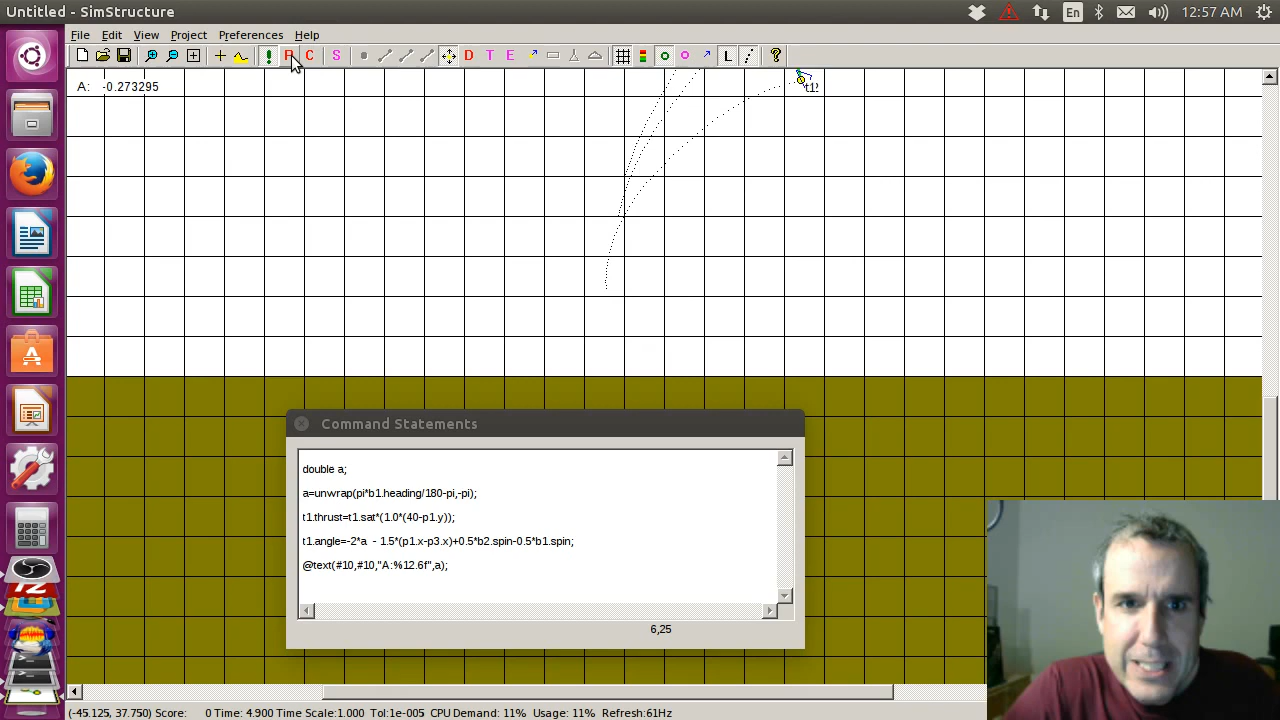 Untitled - SimStructure
En
12:57 AM
File Edit View Project Preferences Help
! R C S D T E L ?
A: -0.273295
Command Statements
double a;
a=unwrap(pi*b1.heading/180-pi,-pi);
t1.thrust=t1.sat*(1.0*(40-p1.y));
t1.angle=-2*a - 1.5*(p1.x-p3.x)+0.5*b2.spin-0.5*b1.spin;
@text(#10,#10,"A:%12.6f",a);
6,25
(-45.125, 37.750) Score: 0 Time: 4.900 Time Scale:1.000 Tol:1e-005 CPU Demand: 11% Usage: 11% Refresh:61Hz